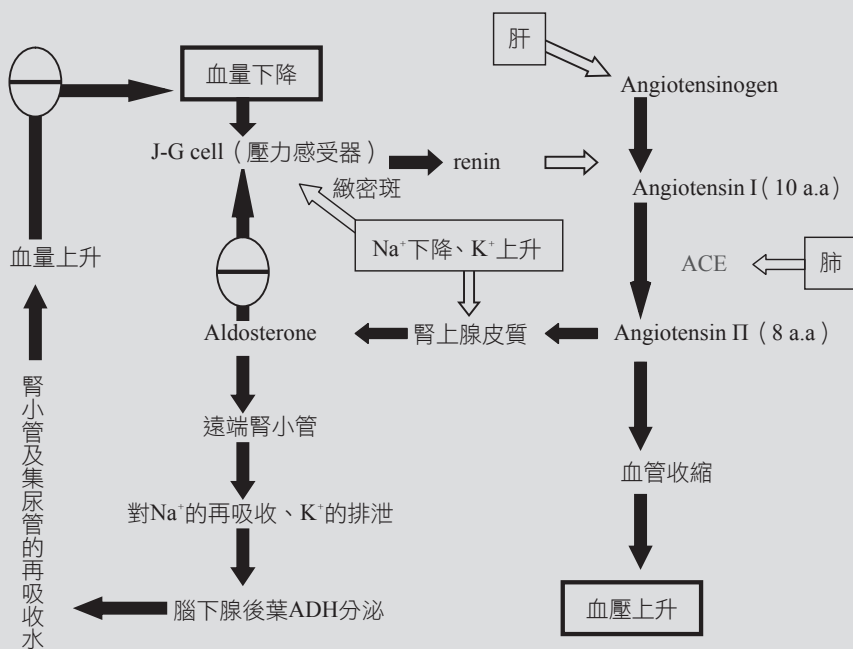 肝
血量下降
Angiotensinogen
J-G cell（壓力感受器）
renin
Angiotensin I（10 a.a）
緻密斑
Na⁺下降、K⁺上升
血量上升
ACE
肺
Aldosterone
腎上腺皮質
Angiotensin Π（8 a.a）
腎小管及集尿管的再吸收水
遠端腎小管
血管收縮
對Na⁺的再吸收、K⁺的排泄
腦下腺後葉ADH分泌
血壓上升